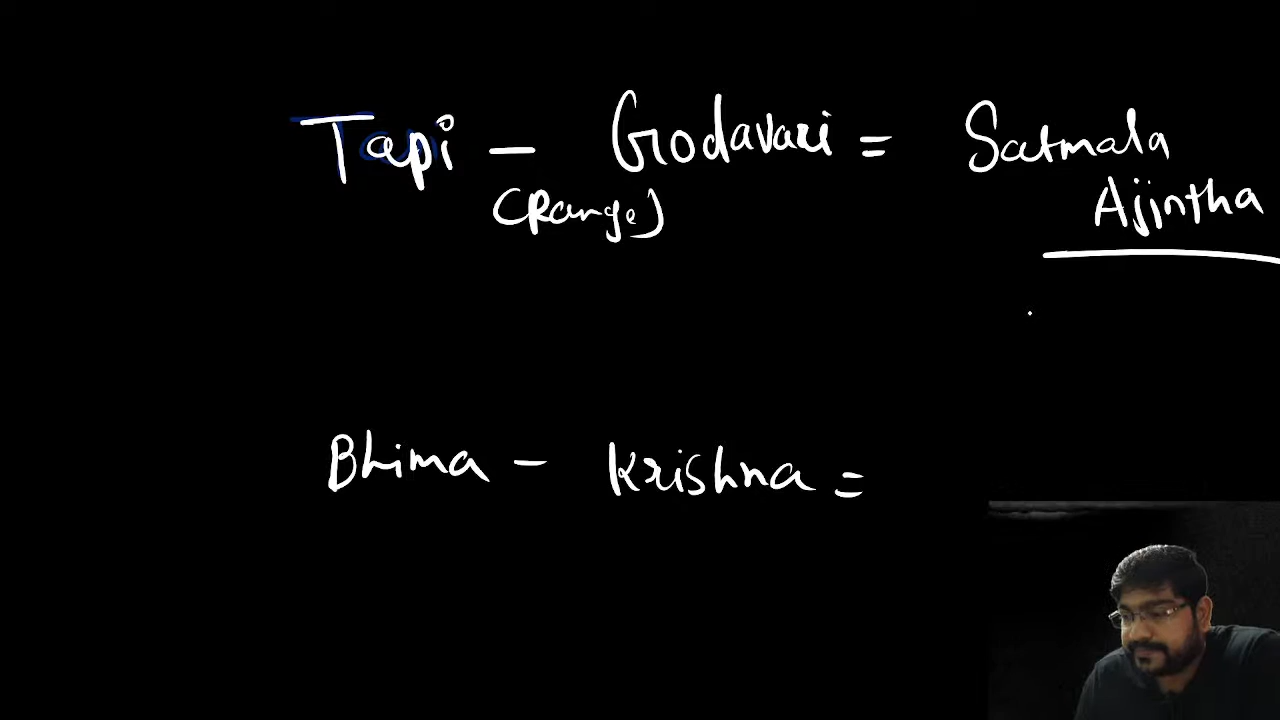 Tapi - Godavari = Satmala
(Range) Ajintha
Bhima - Krishna =